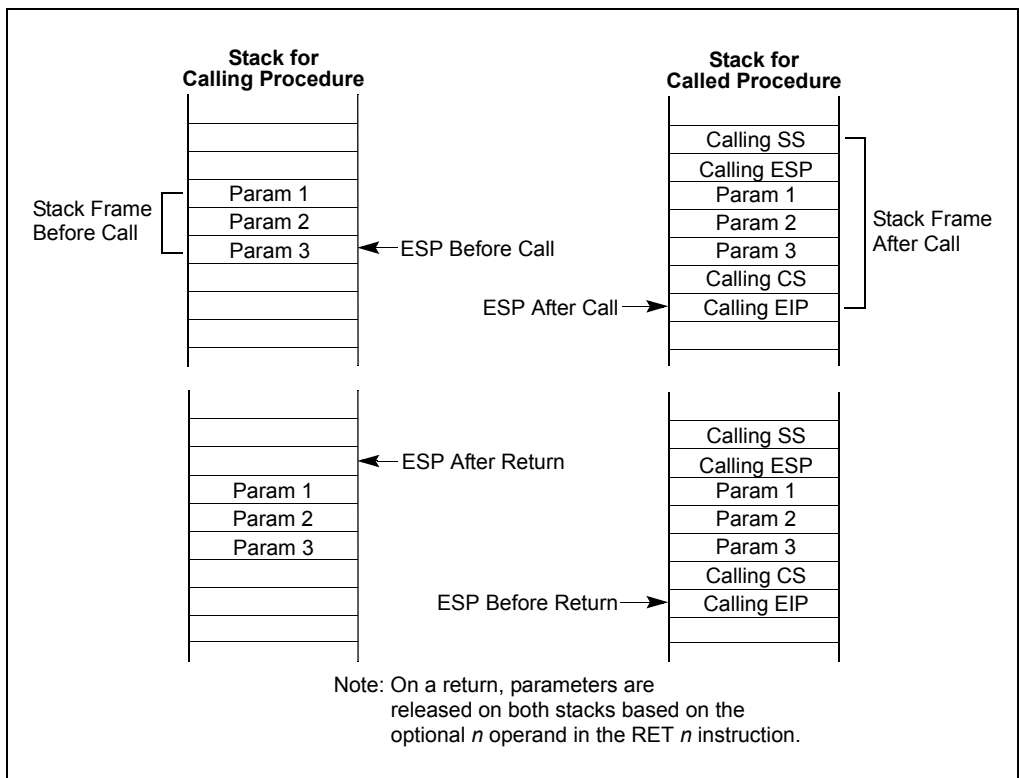 Stack for
Calling Procedure
Stack for
Called Procedure
Stack Frame
Before Call
Param 1
Param 2
Param 3
ESP Before Call
ESP After Call
Calling SS
Calling ESP
Param 1
Param 2
Param 3
Calling CS
Calling EIP
Stack Frame
After Call
ESP After Return
Param 1
Param 2
Param 3
ESP Before Return
Calling SS
Calling ESP
Param 1
Param 2
Param 3
Calling CS
Calling EIP
Note: On a return, parameters are
released on both stacks based on the
optional n operand in the RET n instruction.